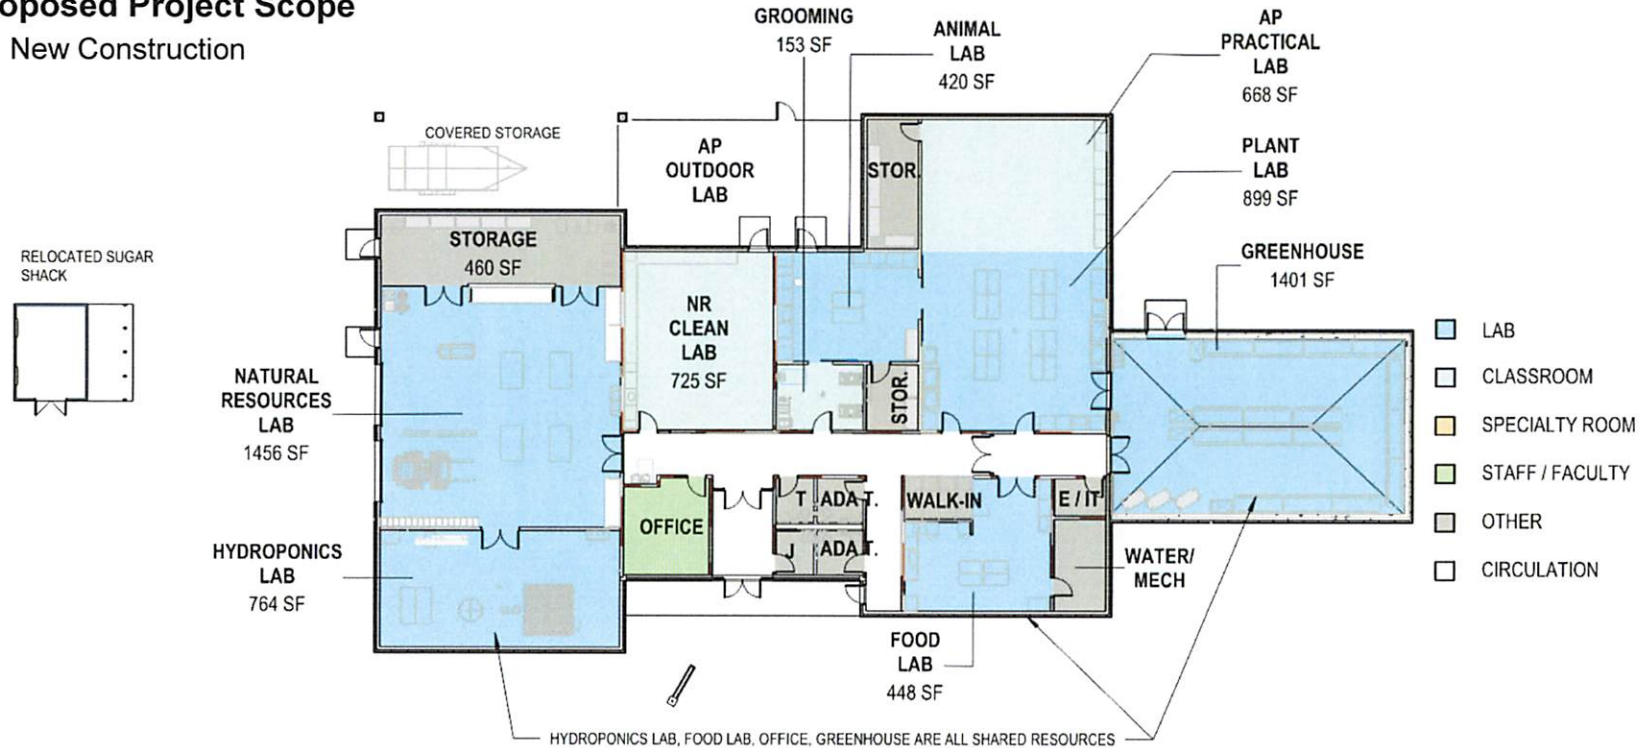 oposed Project Scope
New Construction
GROOMING
153 SF
ANIMAL
LAB
420 SF
AP
PRACTICAL
LAB
668 SF
COVERED STORAGE
AP
OUTDOOR
LAB
STOR.
PLANT
LAB
899 SF
RELOCATED SUGAR
SHACK
STORAGE
460 SF
GREENHOUSE
1401 SF
NR
CLEAN
LAB
725 SF
STOR.
NATURAL
RESOURCES
LAB
1456 SF
LAB
CLASSROOM
SPECIALTY ROOM
STAFF / FACULTY
OTHER
CIRCULATION
OFFICE
T
ADA T.
J
ADA T.
WALK-IN
E / IT
WATER/
MECH
HYDROPONICS
LAB
764 SF
FOOD
LAB
448 SF
HYDROPONICS LAB, FOOD LAB, OFFICE, GREENHOUSE ARE ALL SHARED RESOURCES